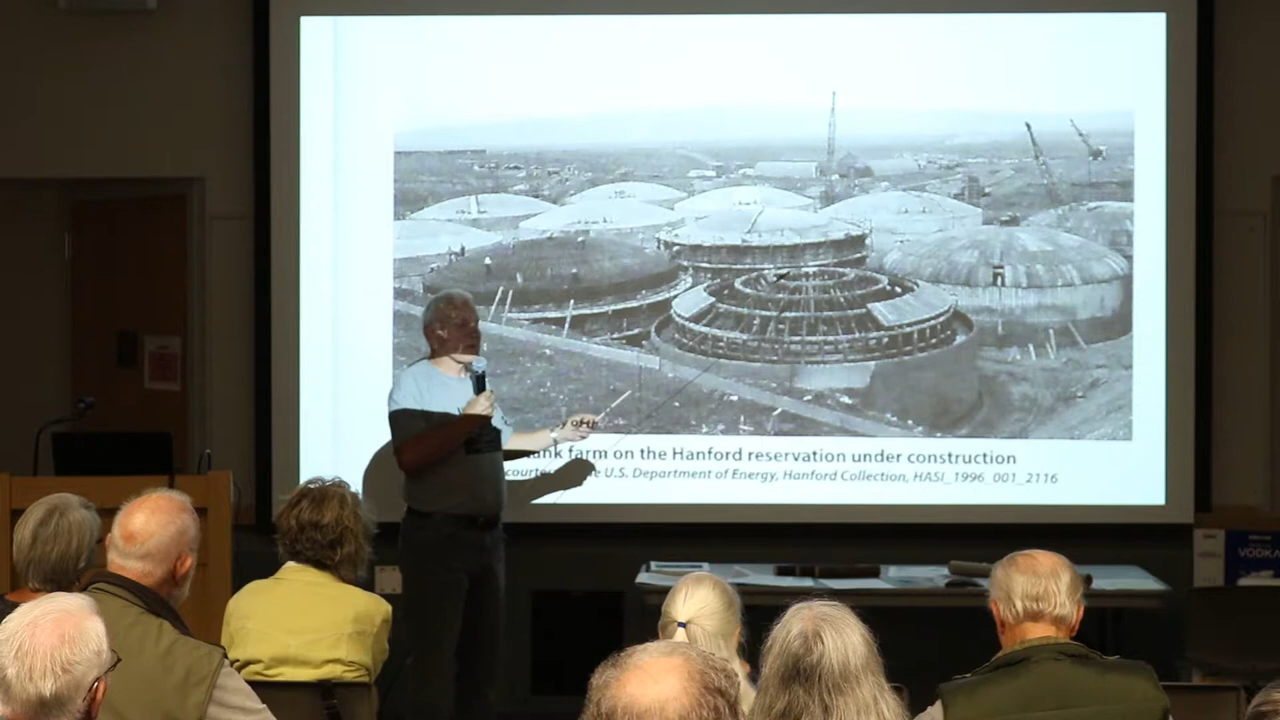 tank farm on the Hanford reservation under construction
courtesy of the U.S. Department of Energy, Hanford Collection, HASI_1996_001_2116
VODKA